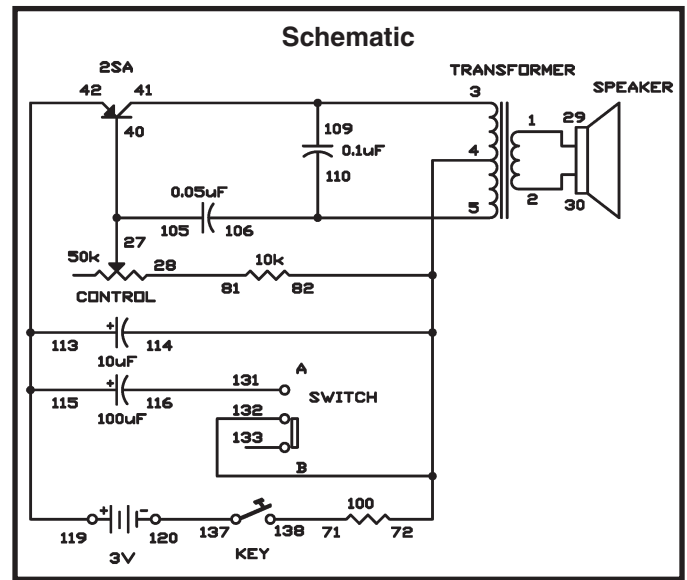 Schematic
2SA
TRANSFORMER
SPEAKER
42 41
3
40
109
0.1uF
110
1
29
4
0.05uF
105 106
5
2
30
27
50k
28
10k
81 82
CONTROL
+
113 114
10uF
A
131
SWITCH
+
115 116
100uF
132
133
B
100
+ -
119 120 137 138 71 72
3V
KEY